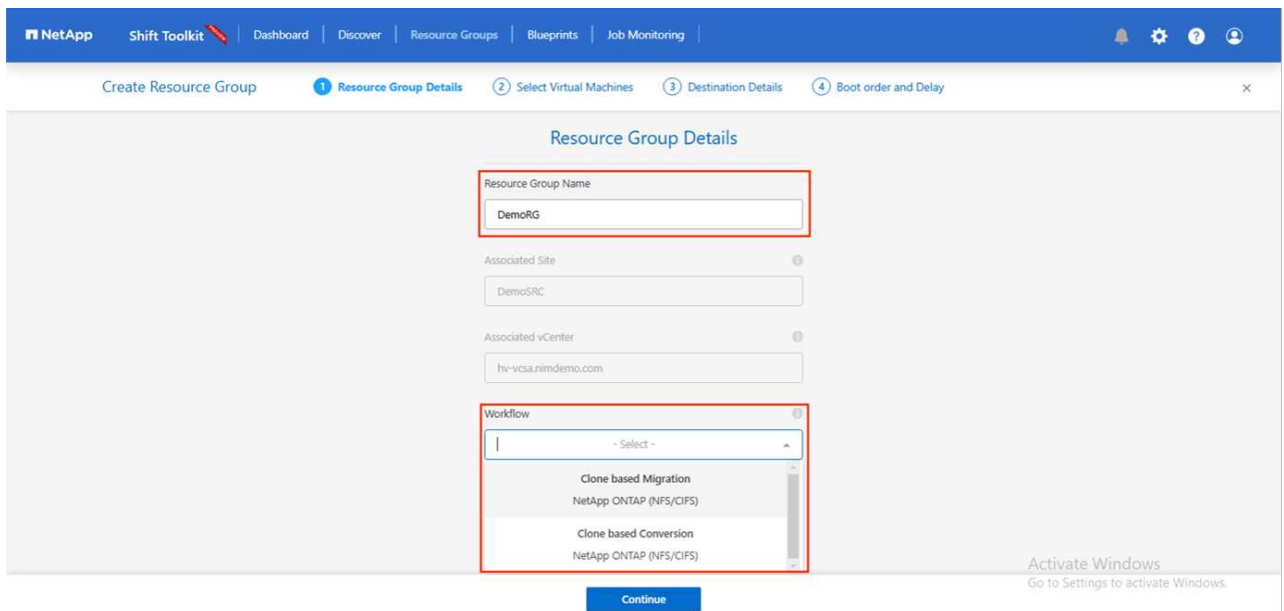 NetApp Shift Toolkit Dashboard Discover Resource Groups Blueprints Job Monitoring
Create Resource Group 1 Resource Group Details 2 Select Virtual Machines 3 Destination Details 4 Boot order and Delay
Resource Group Details
Resource Group Name
DemoRG
Associated Site
DemoSRC
Associated vCenter
hv-vcsa.nimdemo.com
Workflow
- Select -
Clone based Migration
NetApp ONTAP (NFS/CIFS)
Clone based Conversion
NetApp ONTAP (NFS/CIFS)
Activate Windows
Go to Settings to activate Windows.
Continue